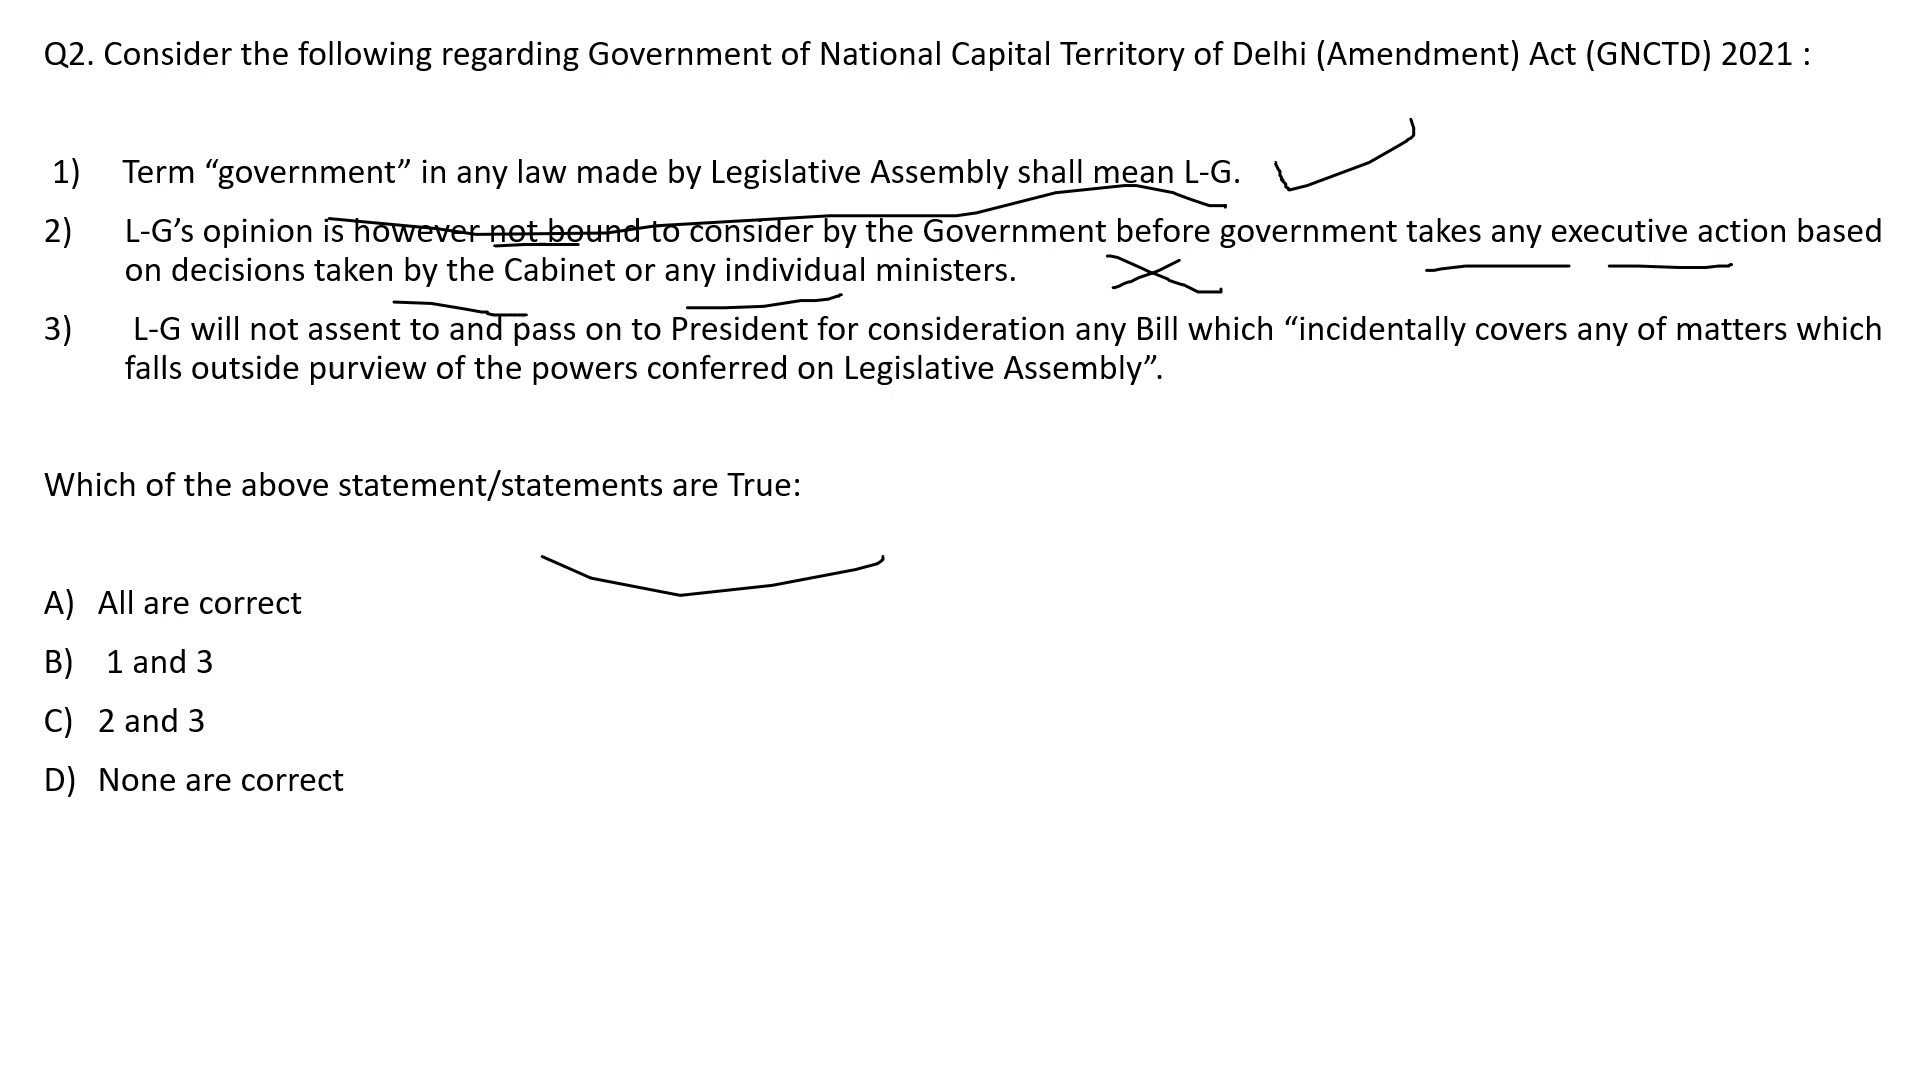 Q2. Consider the following regarding Government of National Capital Territory of Delhi (Amendment) Act (GNCTD) 2021 :
1) Term “government” in any law made by Legislative Assembly shall mean L-G.
2) L-G’s opinion is however not bound to consider by the Government before government takes any executive action based
on decisions taken by the Cabinet or any individual ministers.
3) L-G will not assent to and pass on to President for consideration any Bill which “incidentally covers any of matters which
falls outside purview of the powers conferred on Legislative Assembly”.
Which of the above statement/statements are True:
A) All are correct
B) 1 and 3
C) 2 and 3
D) None are correct